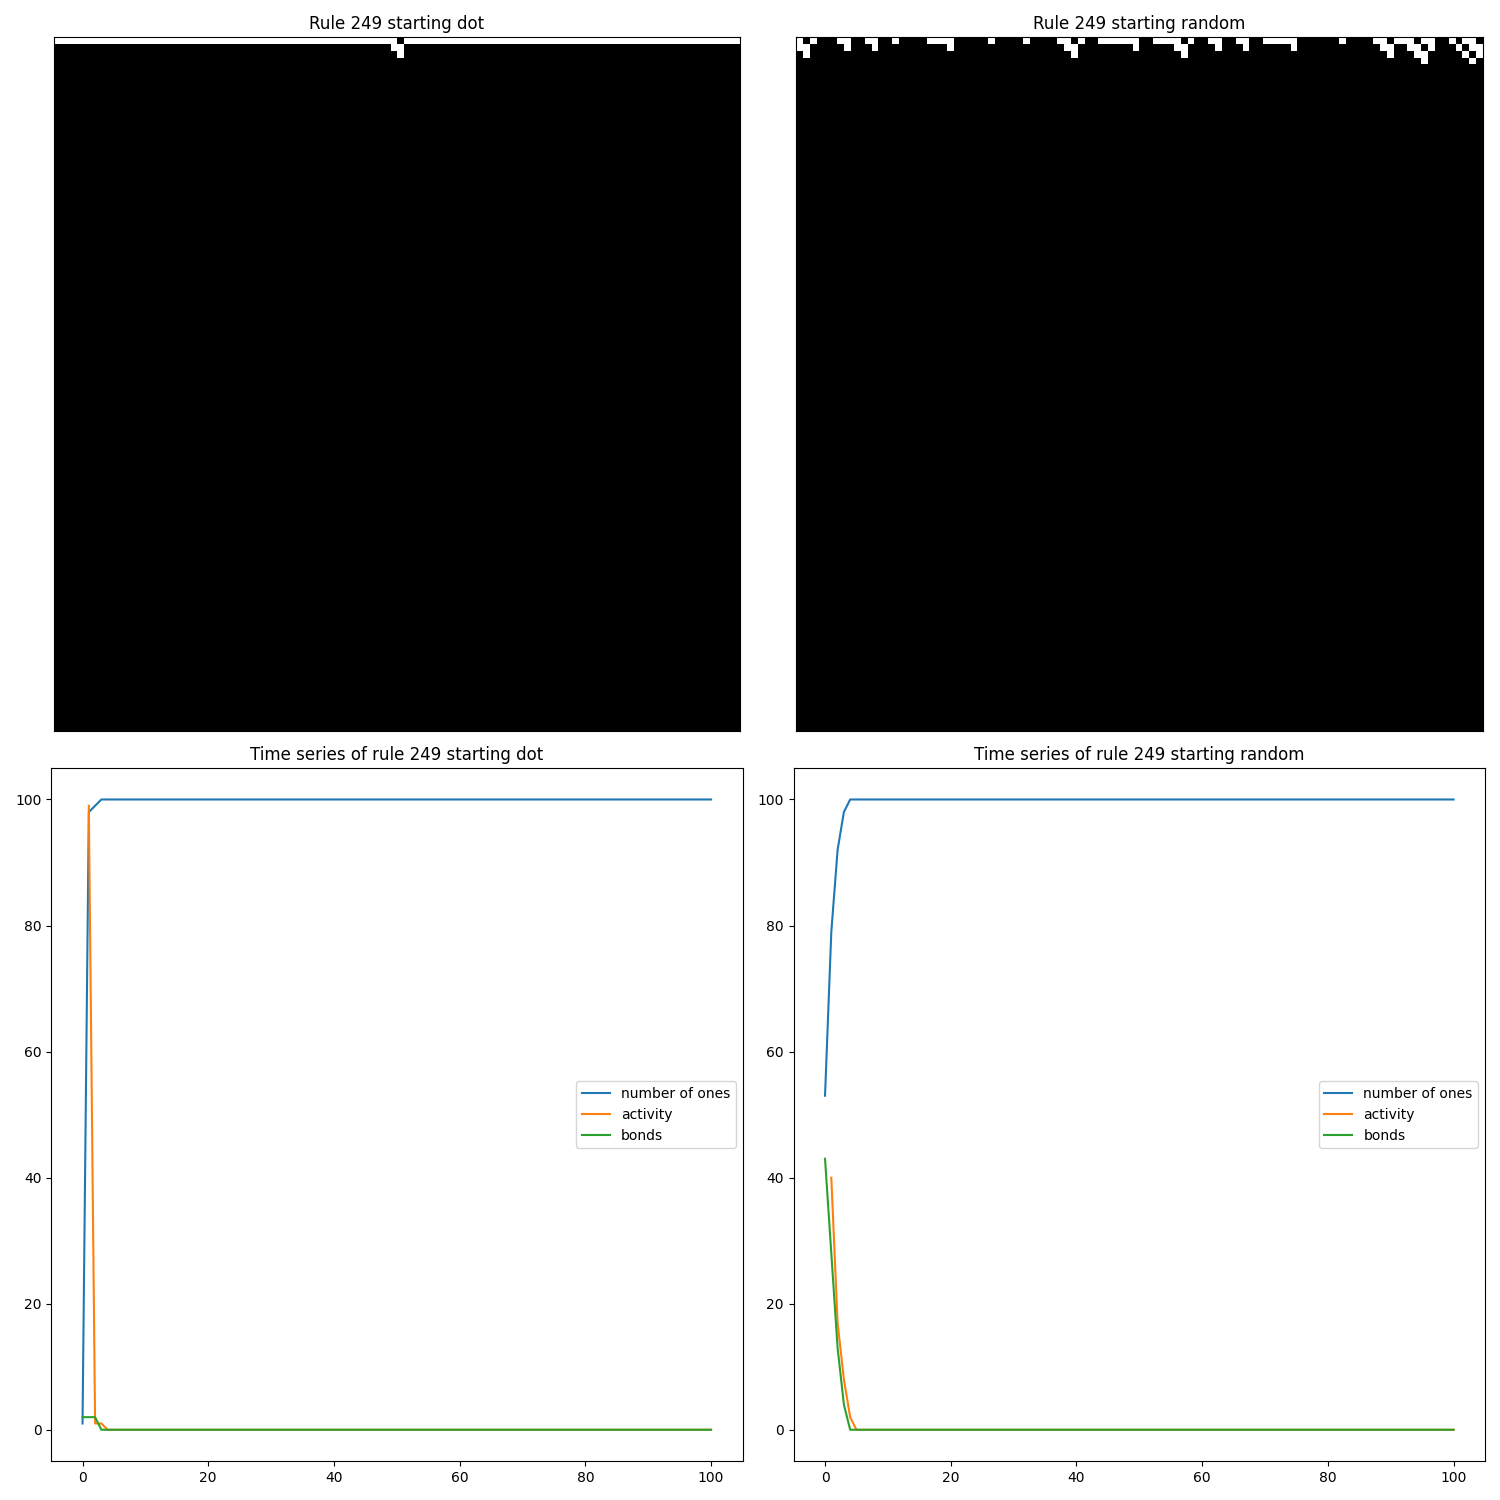 Rule 249 starting dot
Rule 249 starting random
Time series of rule 249 starting dot
100
80
60
40
20
0
number of ones
activity
bonds
0
20
40
60
80
100
Time series of rule 249 starting random
100
80
60
40
20
0
number of ones
activity
bonds
0
20
40
60
80
100